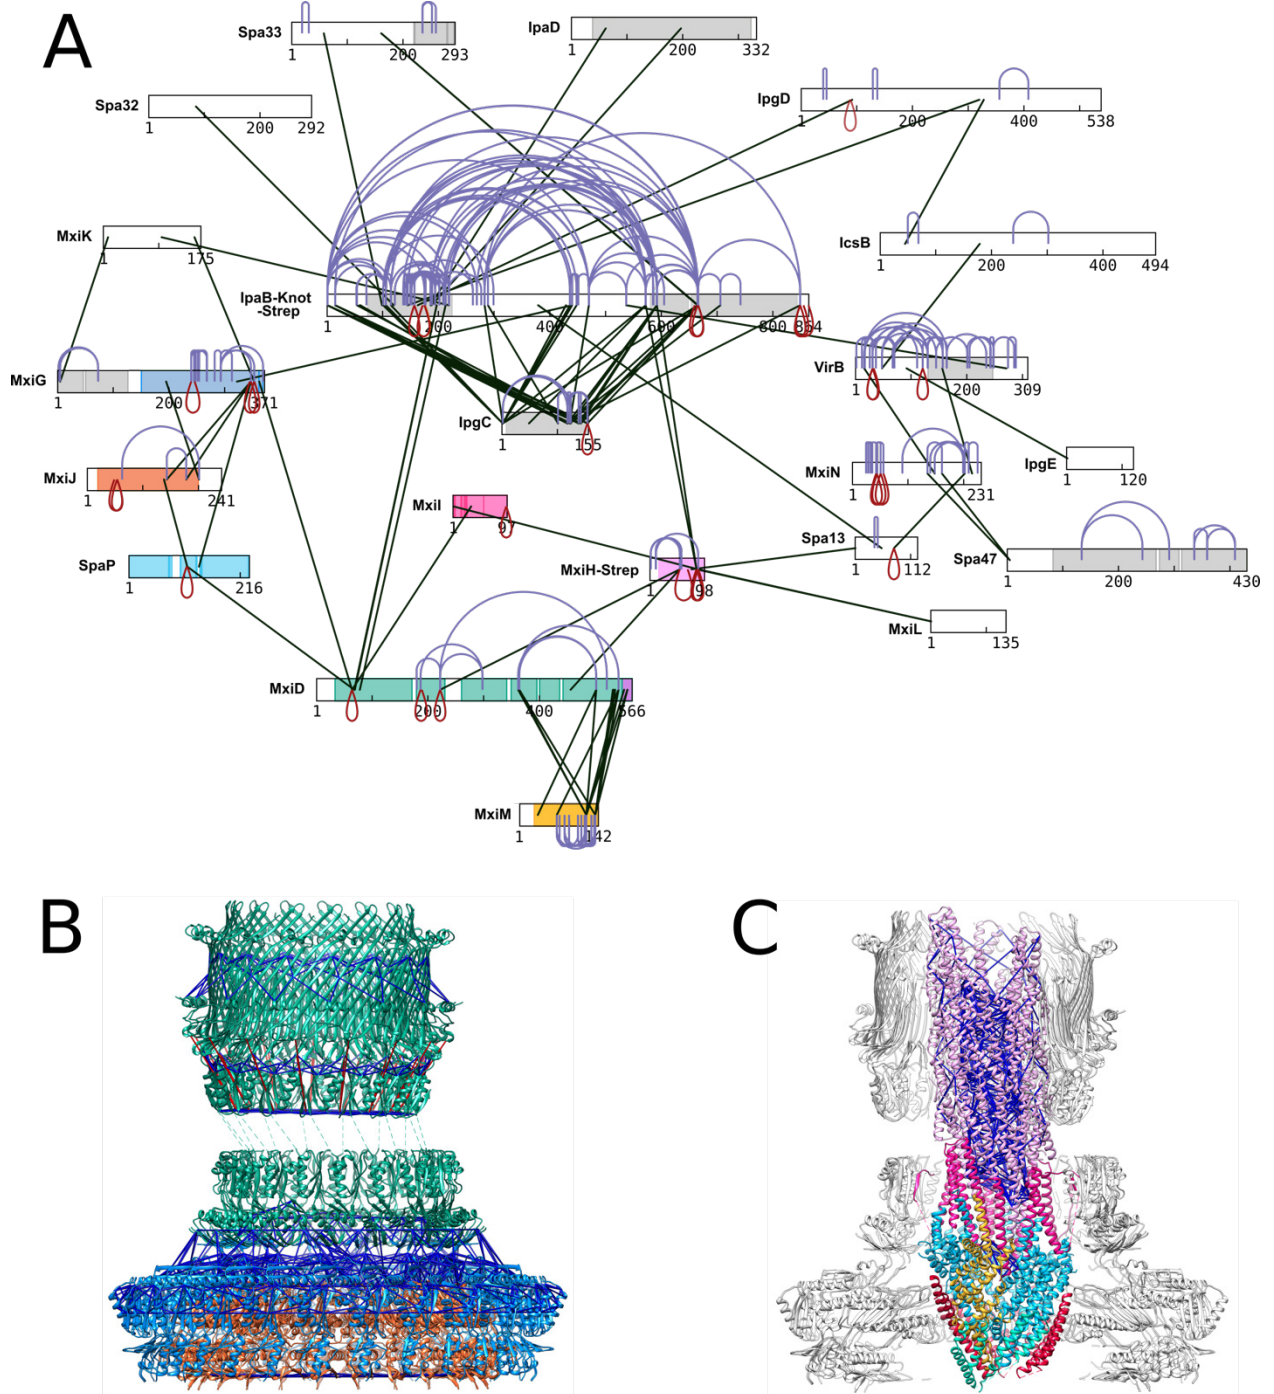 A
Spa33
1 200 293
IpaD
1 200 332
IpgD
1 200 400 538
Spa32
1 200 292
MxiK
1 175
IcsB
1 200 400 494
IpaB-Knot
-Strep
1 200 400 600 800 864
MxiG
1 200 371
VirB
1 200 309
IpgC
1 155
MxiJ
1 241
MxiN
1 231
IpgE
1 120
MxiI
1 97
Spa13
1 112
Spa47
1 200 430
SpaP
1 216
MxiH-Strep
1 98
MxiL
1 135
MxiD
1 200 400 566
MxiM
1 142
B
C